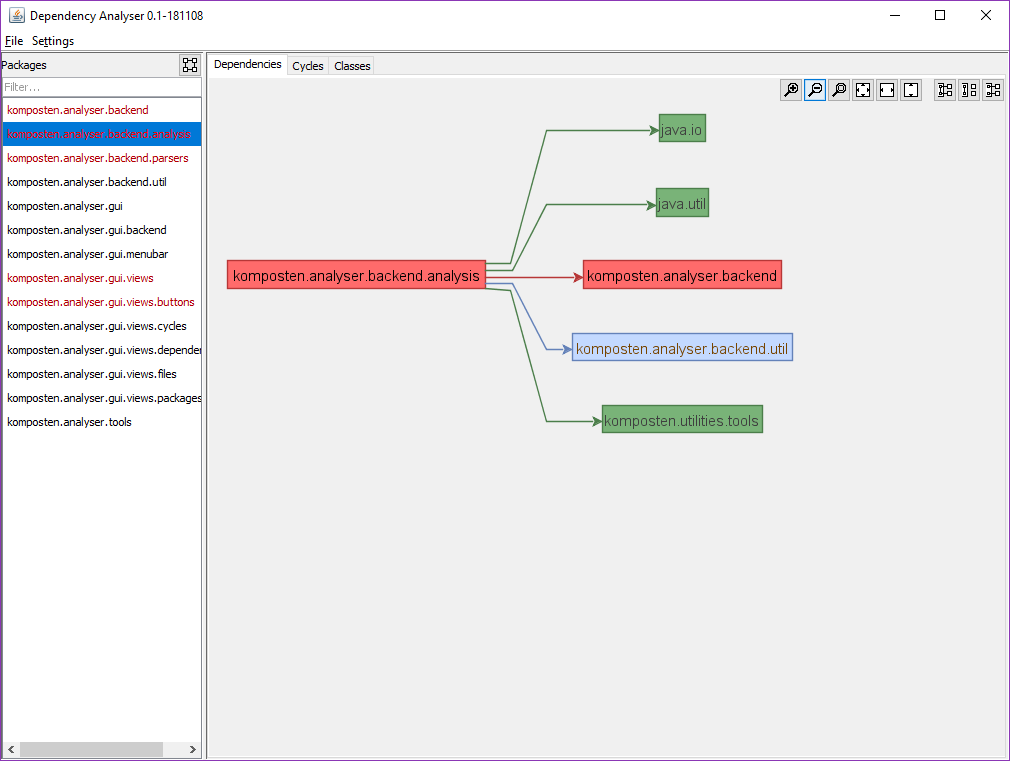 Dependency Analyser 0.1-181108
File Settings
Packages
Filter...
komposten.analyser.backend
komposten.analyser.backend.analysis
komposten.analyser.backend.parsers
komposten.analyser.backend.util
komposten.analyser.gui
komposten.analyser.gui.backend
komposten.analyser.gui.menubar
komposten.analyser.gui.views
komposten.analyser.gui.views.buttons
komposten.analyser.gui.views.cycles
komposten.analyser.gui.views.depender
komposten.analyser.gui.views.files
komposten.analyser.gui.views.packages
komposten.analyser.tools
Dependencies Cycles Classes
java.io
java.util
komposten.analyser.backend.analysis
komposten.analyser.backend
komposten.analyser.backend.util
komposten.utilities.tools